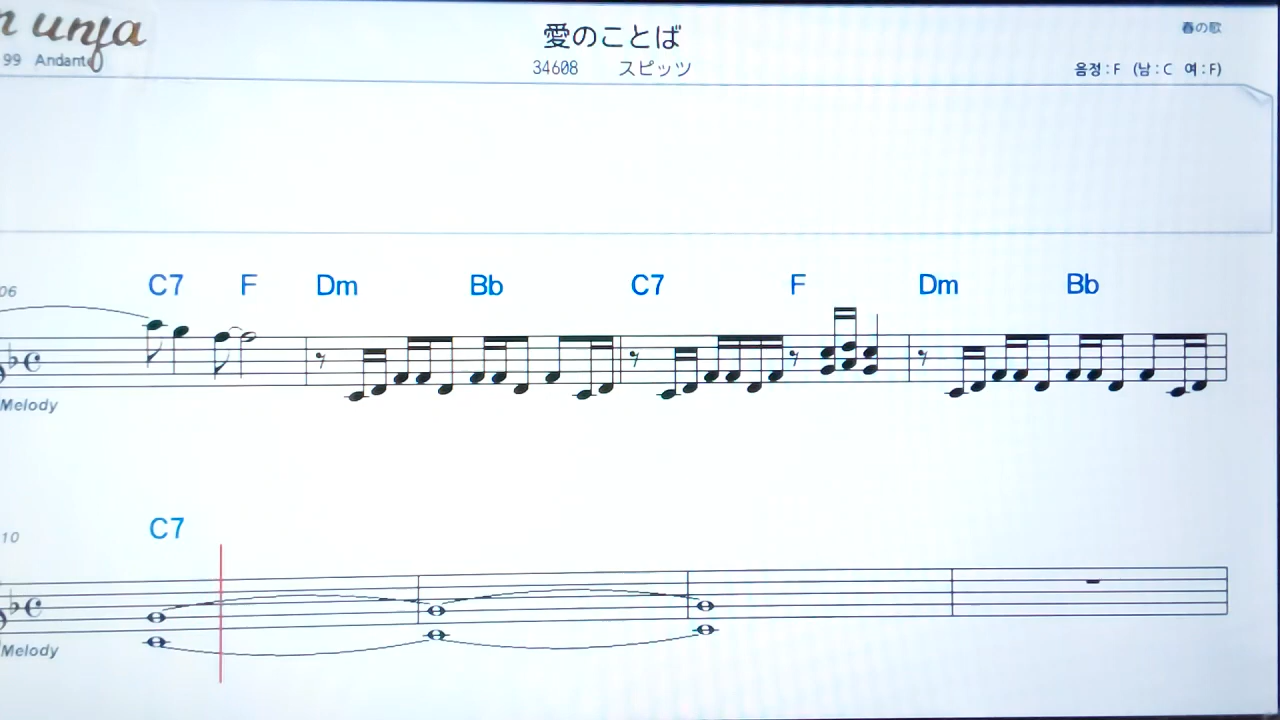 unfa
愛のことば
春の歌
99 Andante
34608 スピッツ
음정 : F (남 : C 여 : F)
06
C7 F Dm Bb C7 F Dm Bb
Melody
10
C7
Melody